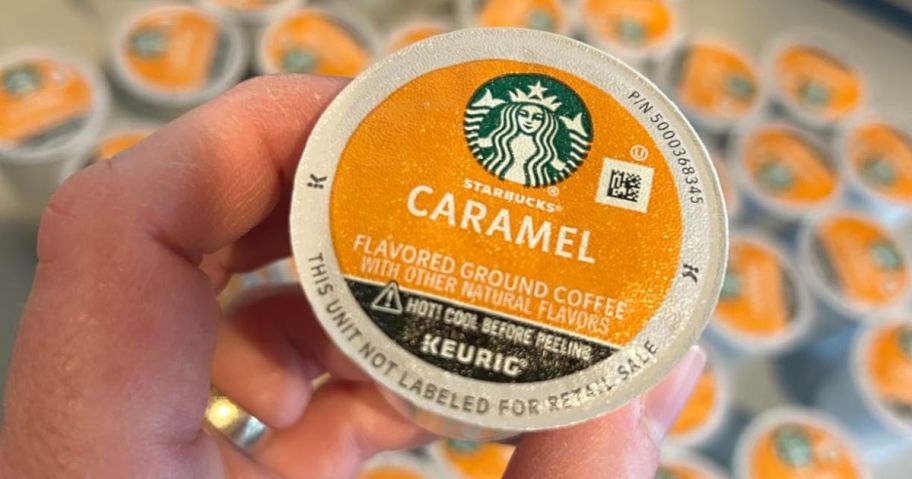 STARBUCKS®
CARAMEL
FLAVORED GROUND COFFEE
WITH OTHER NATURAL FLAVORS
HOT! COOL BEFORE PEELING
KEURIG
P/N 5000368345
U
K
K
THIS UNIT NOT LABELED FOR RETAIL SALE